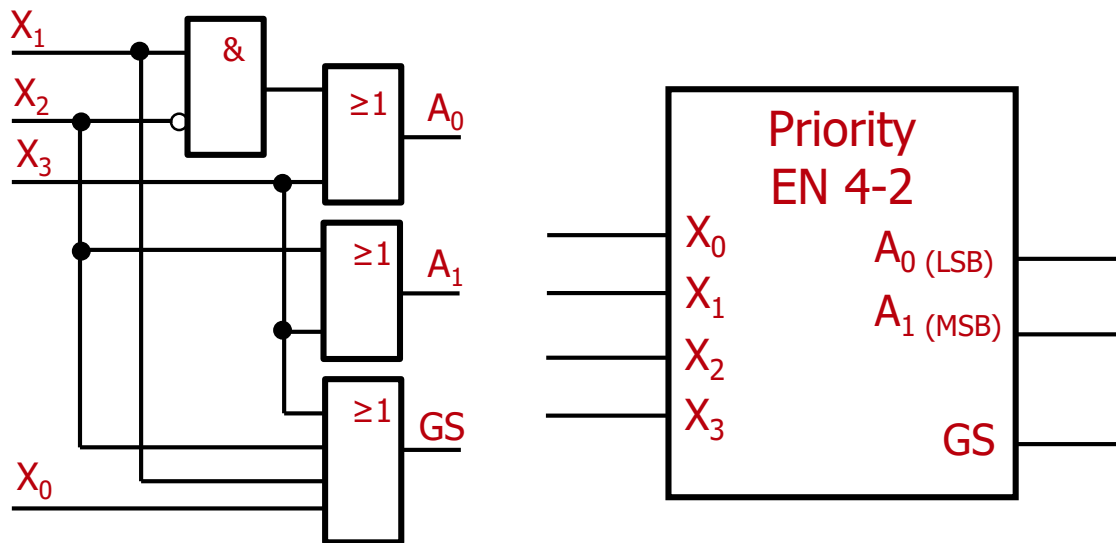 X₁
&
X₂
≥1
A₀
X₃
≥1
A₁
≥1
GS
X₀
Priority
EN 4-2
X₀
A₀ (LSB)
X₁
A₁ (MSB)
X₂
X₃
GS